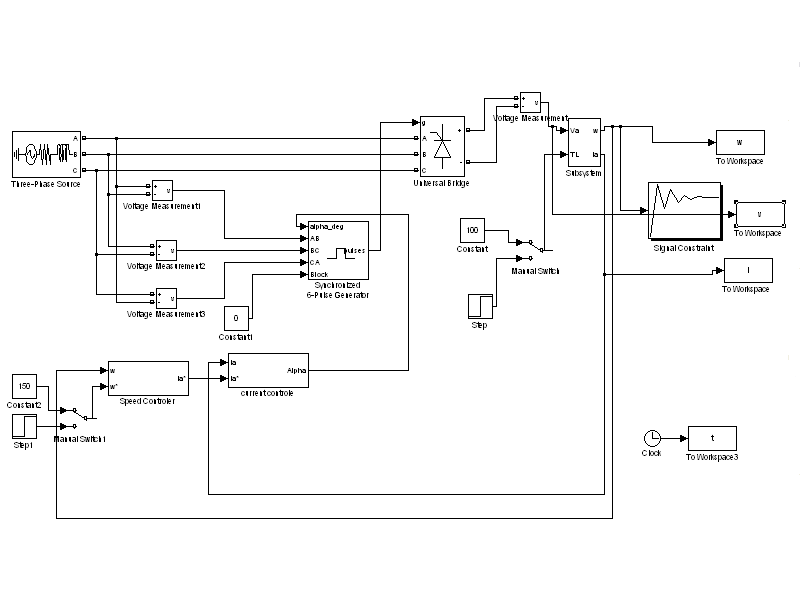 g
A
B
C
+
-
Universal Bridge
+
-
v
Voltage Measurement
Va
TL
w
Ia
Subsystem
w
To Workspace
A
B
C
Three-Phase Source
+
-
v
Voltage Measurement1
+
-
v
Voltage Measurement2
+
-
v
Voltage Measurement3
alpha_deg
AB
BC
CA
Block
pulses
Synchronized
6-Pulse Generator
0
Constant1
100
Constant
Manual Switch
Step
Signal Constraint
v
To Workspace
I
To Workspace
150
Constant2
Step1
Manual Switch1
w
w*
Ia*
Speed Controler
Ia
Ia*
Alpha
current controle
Clock
t
To Workspace3